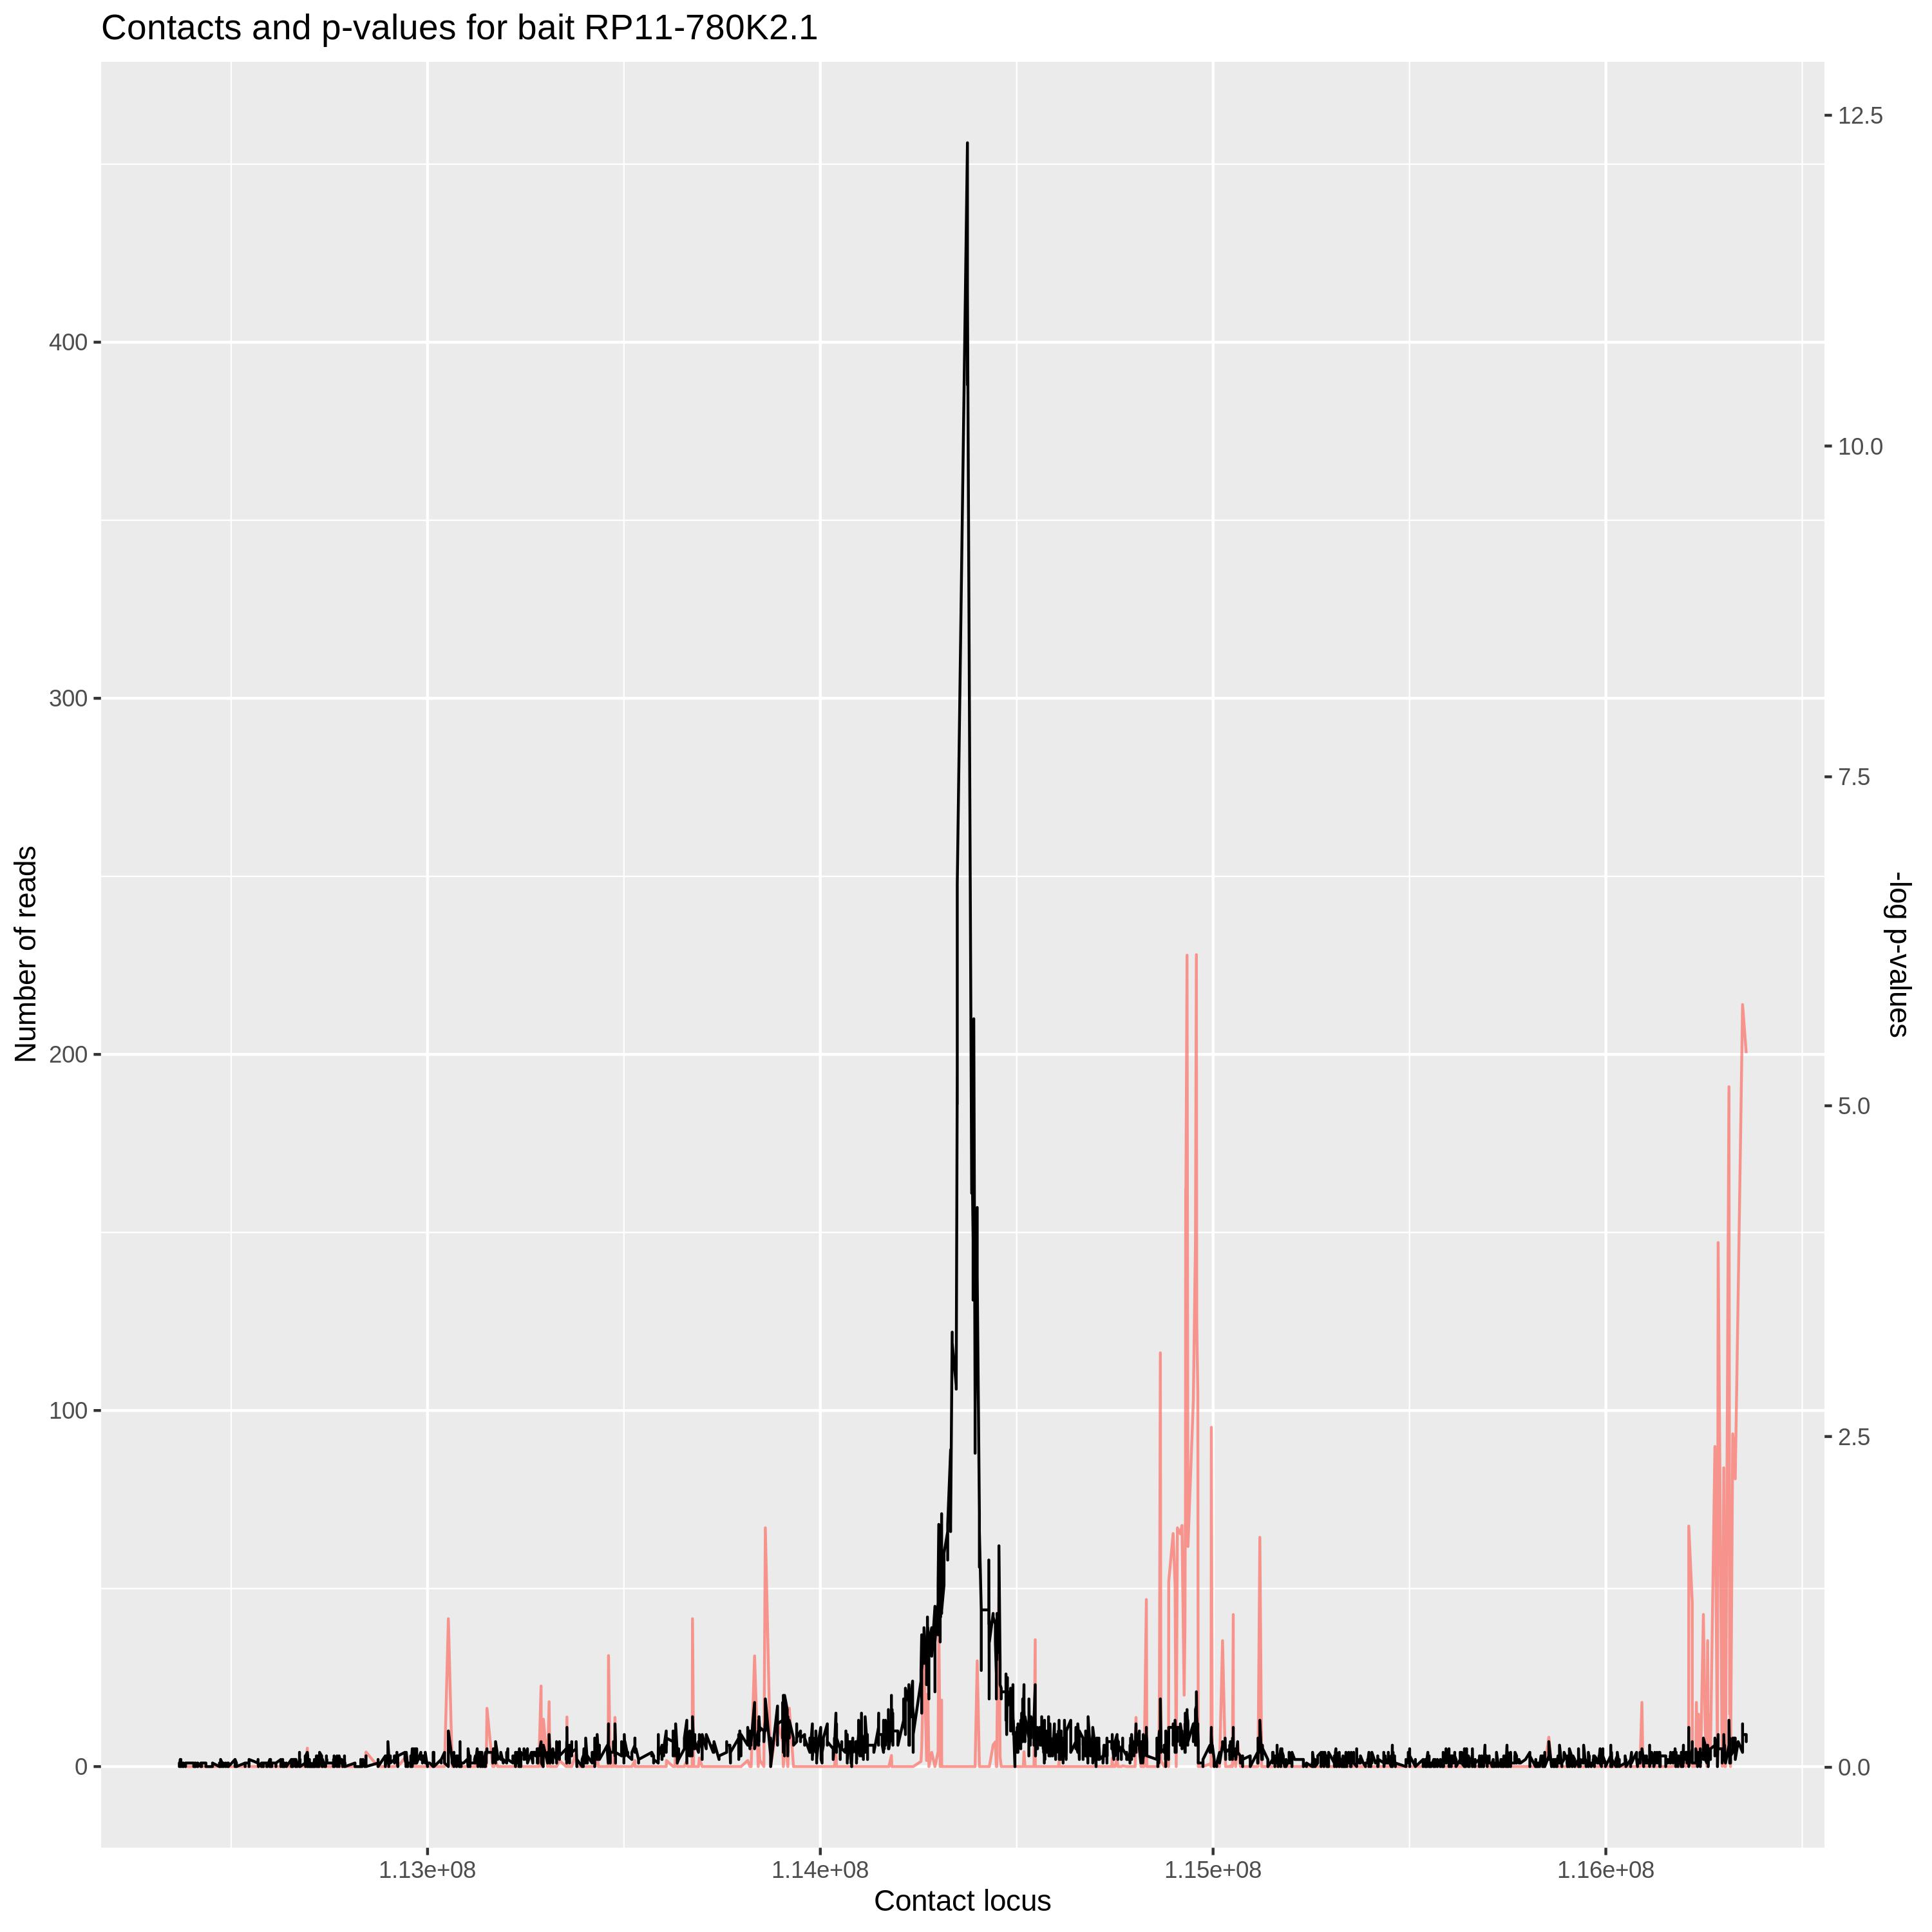 Contacts and p-values for bait RP11-780K2.1
Number of reads
400
300
200
100
0
12.5
10.0
7.5
5.0
2.5
0.0
-log p-values
1.13e+08
1.14e+08
1.15e+08
1.16e+08
Contact locus